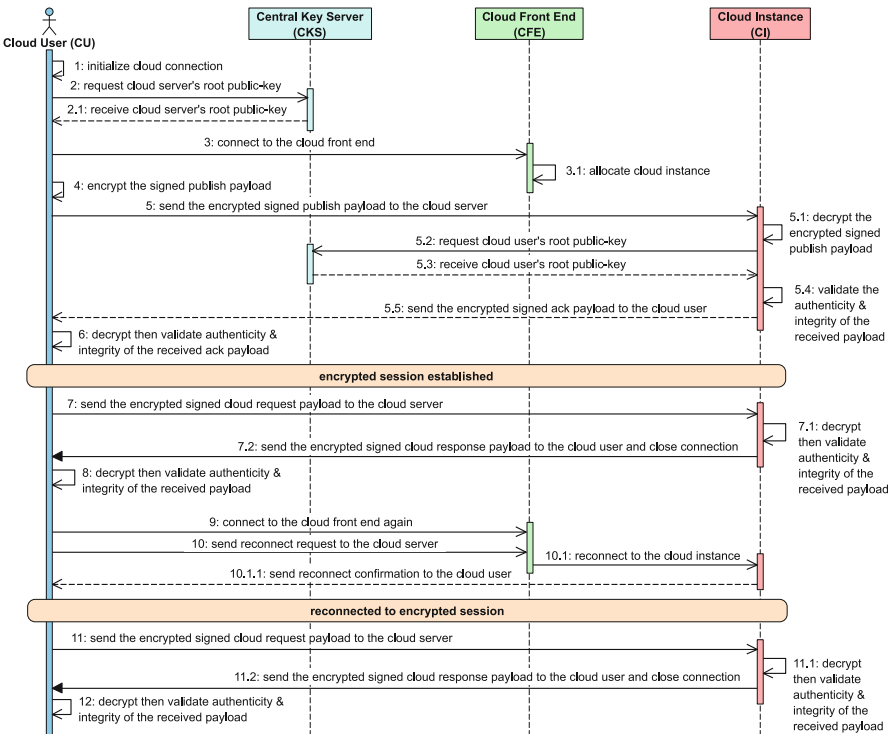 Cloud User (CU)
Central Key Server
(CKS)
Cloud Front End
(CFE)
Cloud Instance
(CI)
1: initialize cloud connection
2: request cloud server's root public-key
2.1: receive cloud server's root public-key
3: connect to the cloud front end
3.1: allocate cloud instance
4: encrypt the signed publish payload
5: send the encrypted signed publish payload to the cloud server
5.1: decrypt the
encrypted signed
publish payload
5.2: request cloud user's root public-key
5.3: receive cloud user's root public-key
5.4: validate the
authenticity &
integrity of the
received payload
5.5: send the encrypted signed ack payload to the cloud user
6: decrypt then validate authenticity &
integrity of the received ack payload
encrypted session established
7: send the encrypted signed cloud request payload to the cloud server
7.1: decrypt
then validate
authenticity &
integrity of the
received payload
7.2: send the encrypted signed cloud response payload to the cloud user and close connection
8: decrypt then validate authenticity &
integrity of the received payload
9: connect to the cloud front end again
10: send reconnect request to the cloud server
10.1: reconnect to the cloud instance
10.1.1: send reconnect confirmation to the cloud user
reconnected to encrypted session
11: send the encrypted signed cloud request payload to the cloud server
11.1: decrypt
then validate
authenticity &
integrity of the
received payload
11.2: send the encrypted signed cloud response payload to the cloud user and close connection
12: decrypt then validate authenticity &
integrity of the received payload